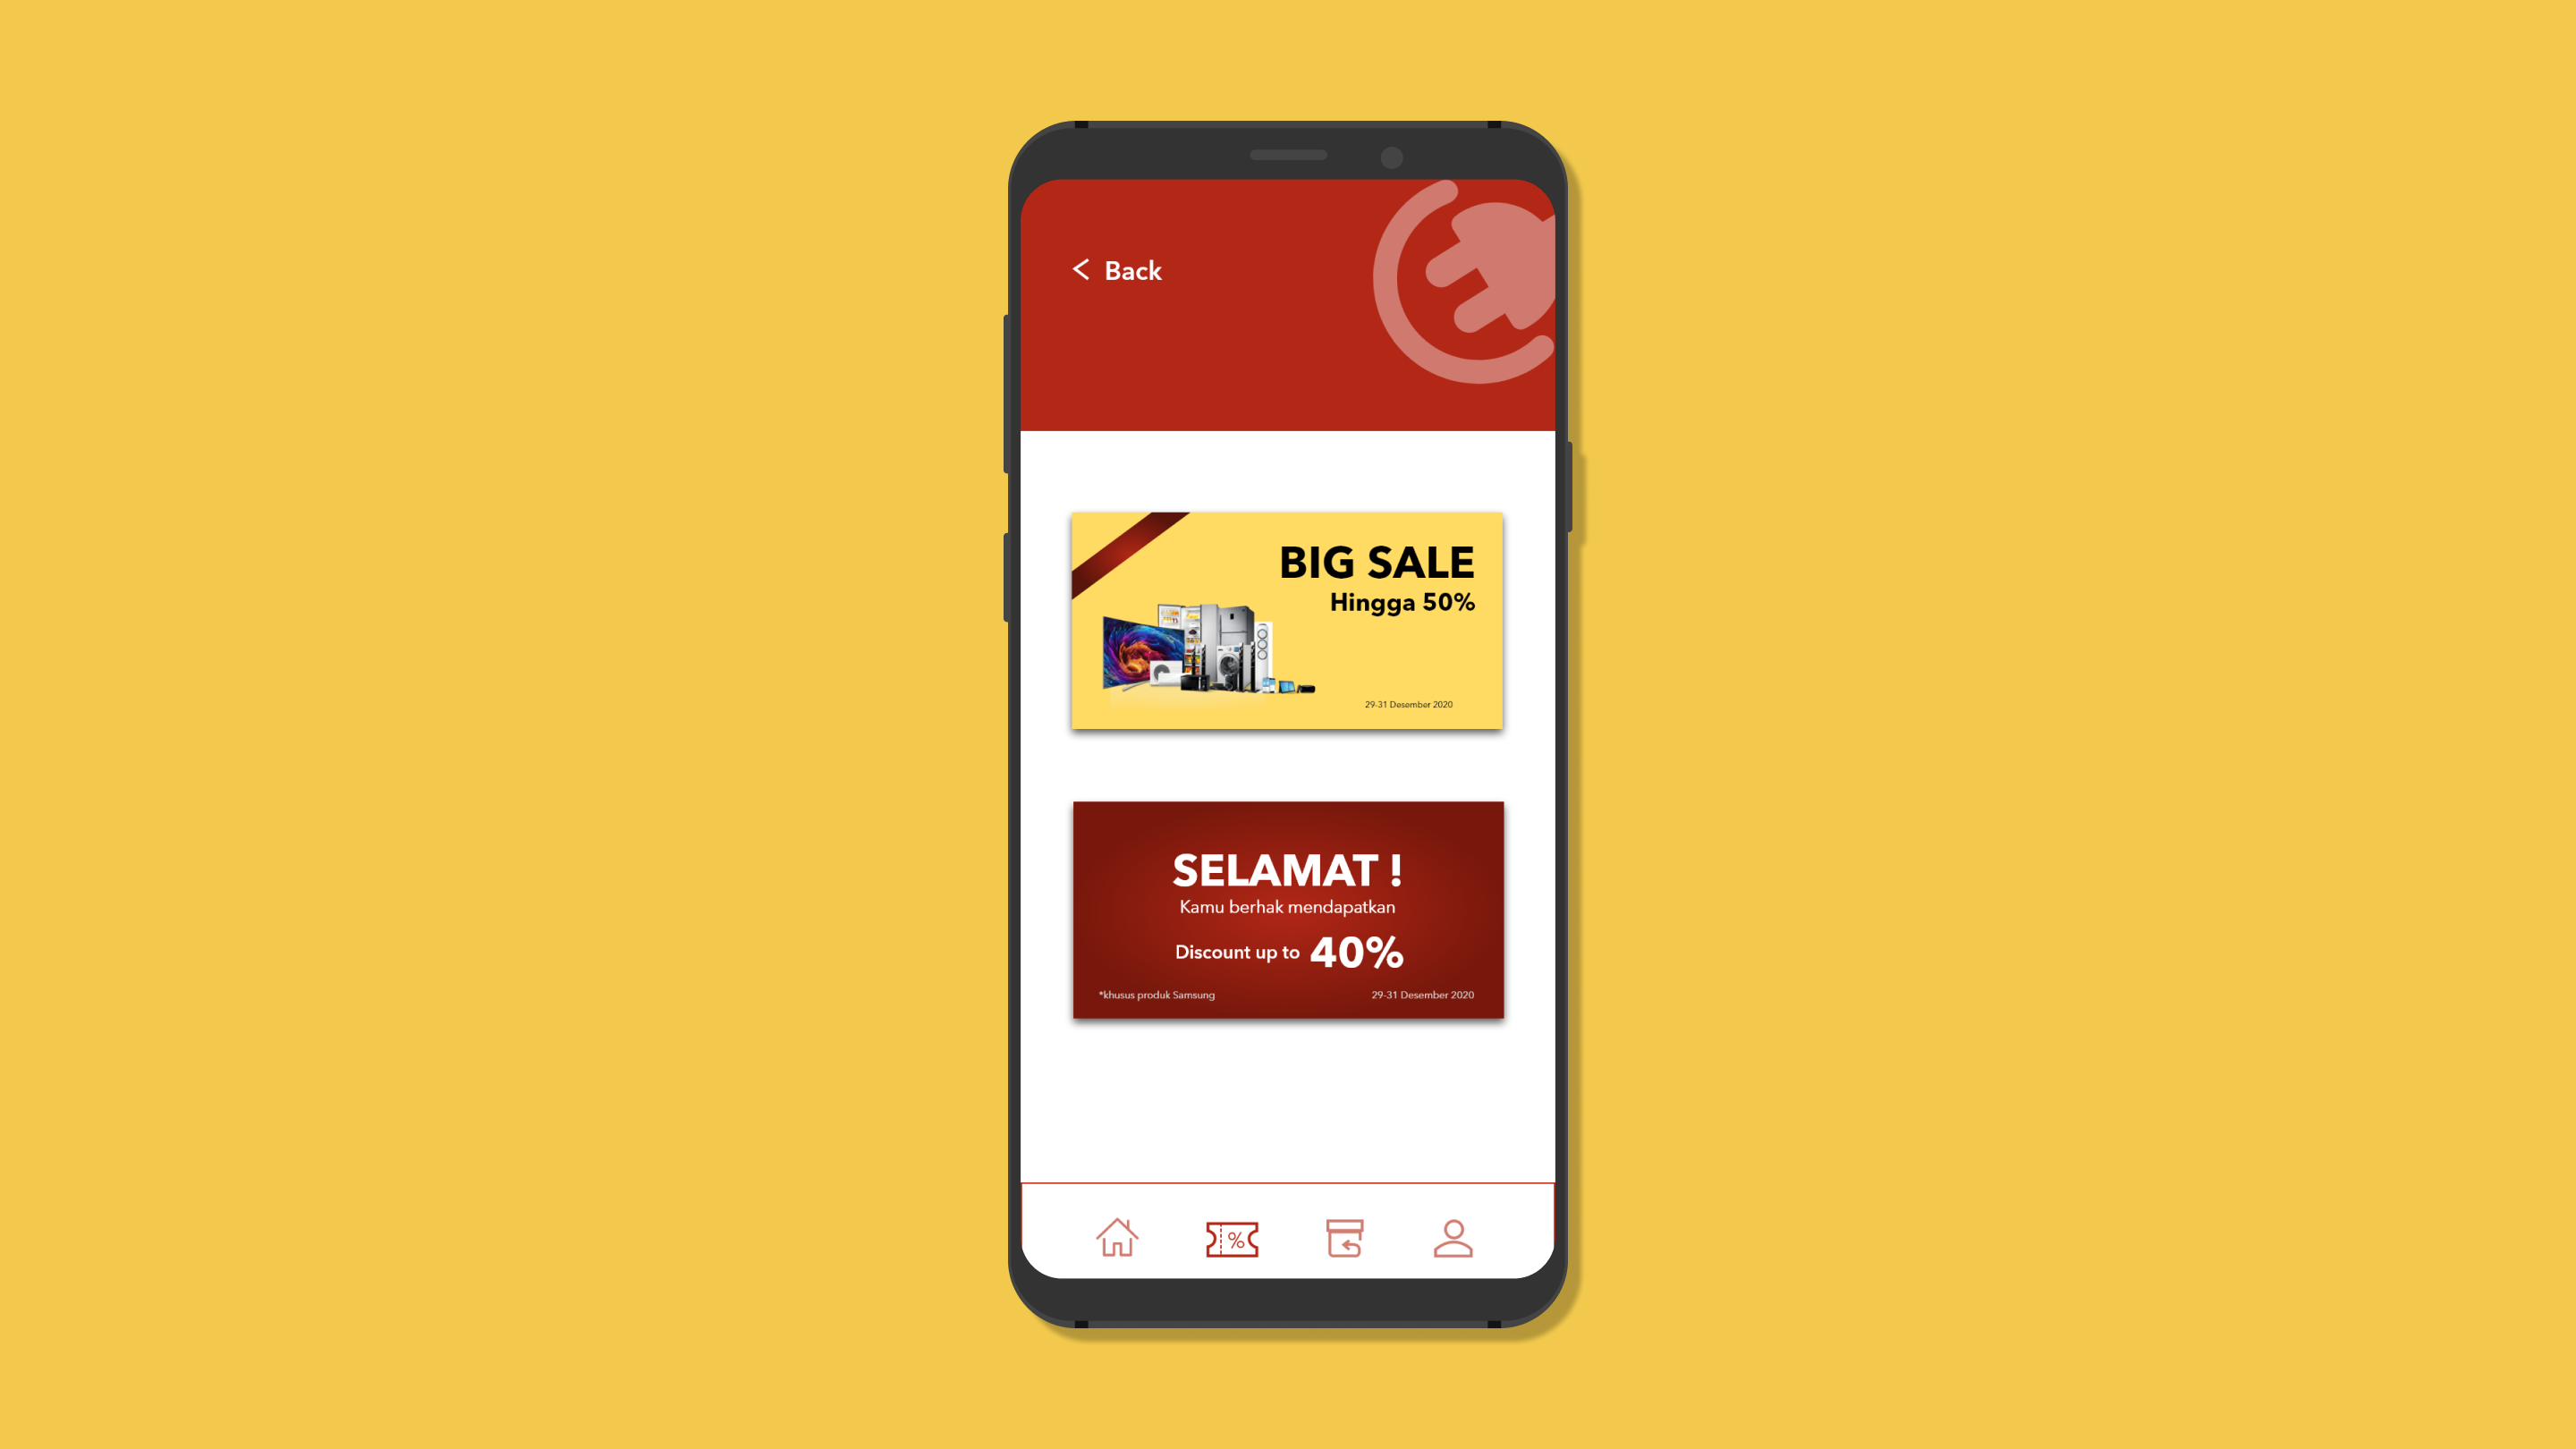 Back
BIG SALE
Hingga 50%
29-31 Desember 2020
SELAMAT !
Kamu berhak mendapatkan
Discount up to 40%
*khusus produk Samsung
29-31 Desember 2020
%